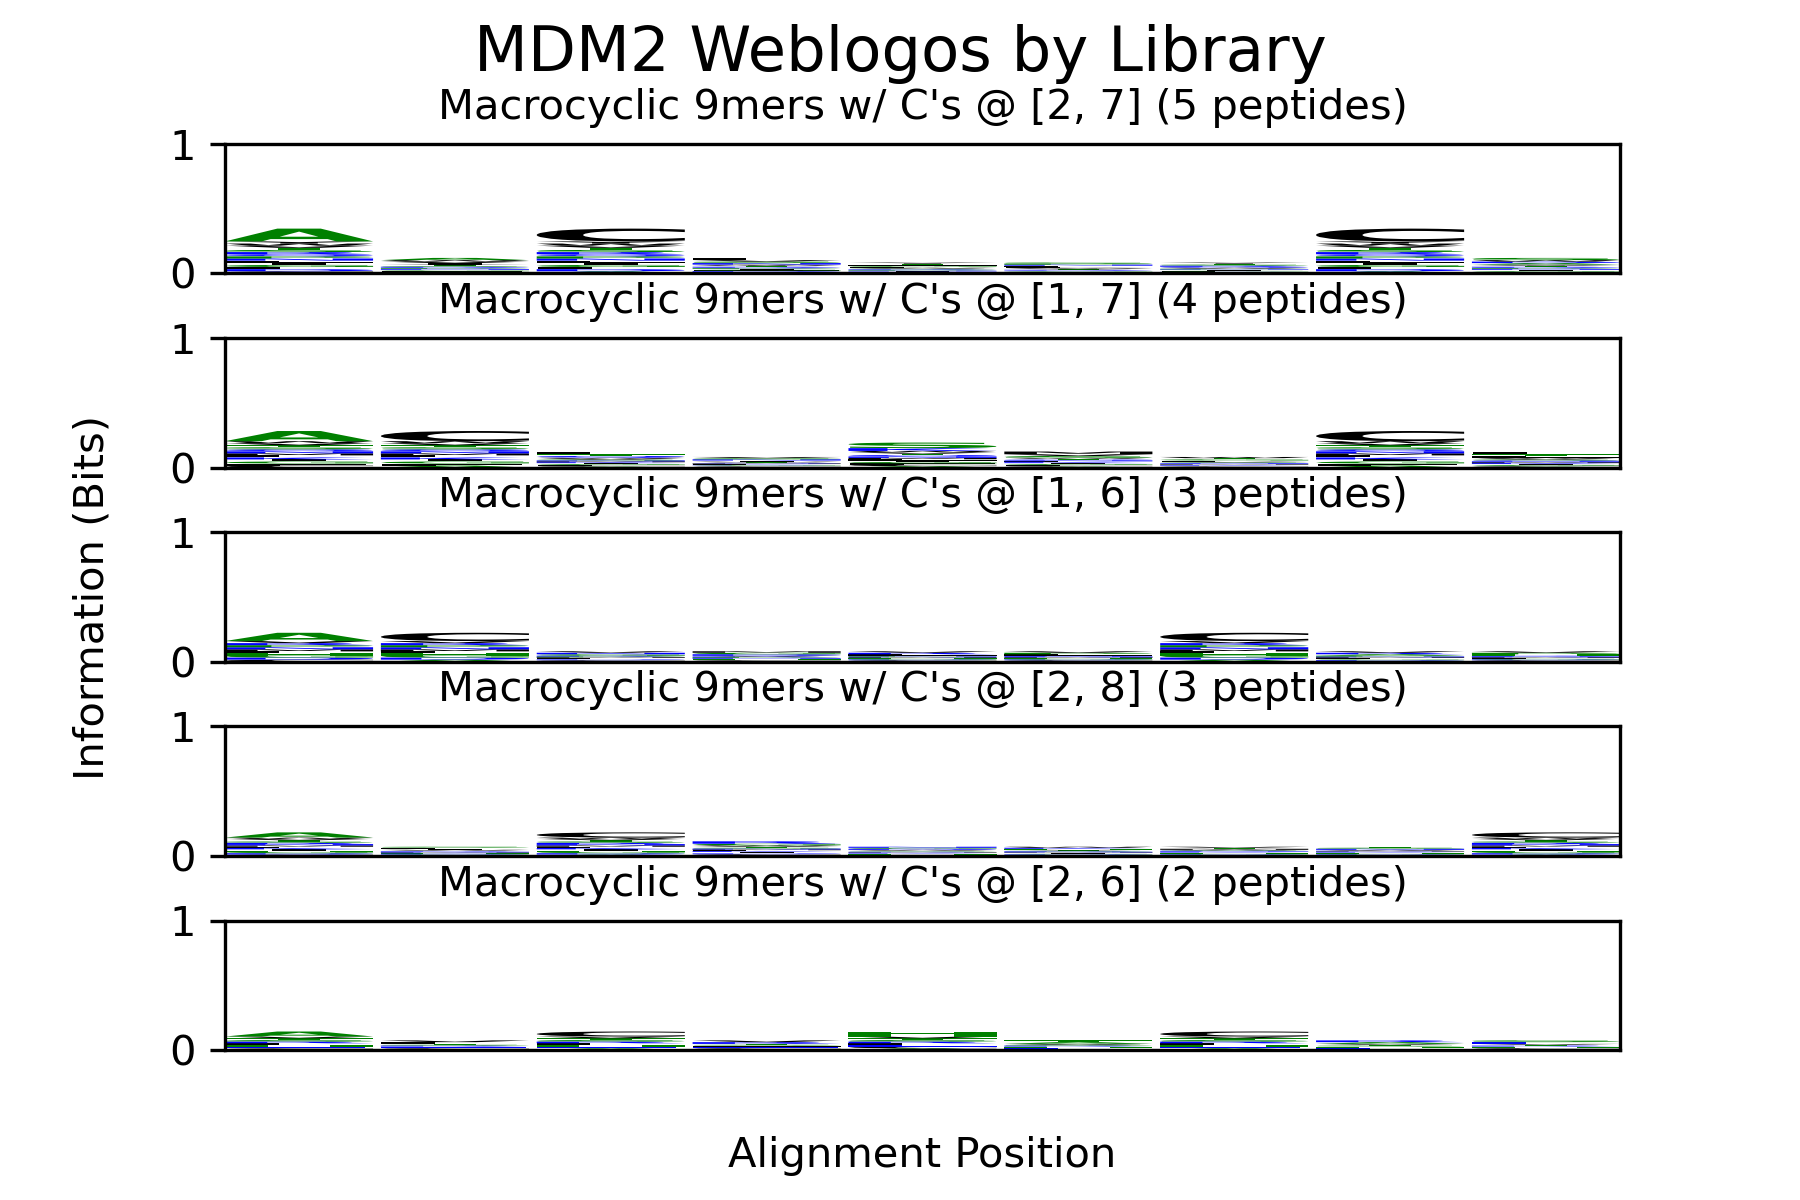 MDM2 Weblogos by Library
Macrocyclic 9mers w/ C's @ [2, 7] (5 peptides)
1
0
Macrocyclic 9mers w/ C's @ [1, 7] (4 peptides)
1
0
Macrocyclic 9mers w/ C's @ [1, 6] (3 peptides)
1
0
Macrocyclic 9mers w/ C's @ [2, 8] (3 peptides)
1
0
Macrocyclic 9mers w/ C's @ [2, 6] (2 peptides)
1
0
Information (Bits)
Alignment Position